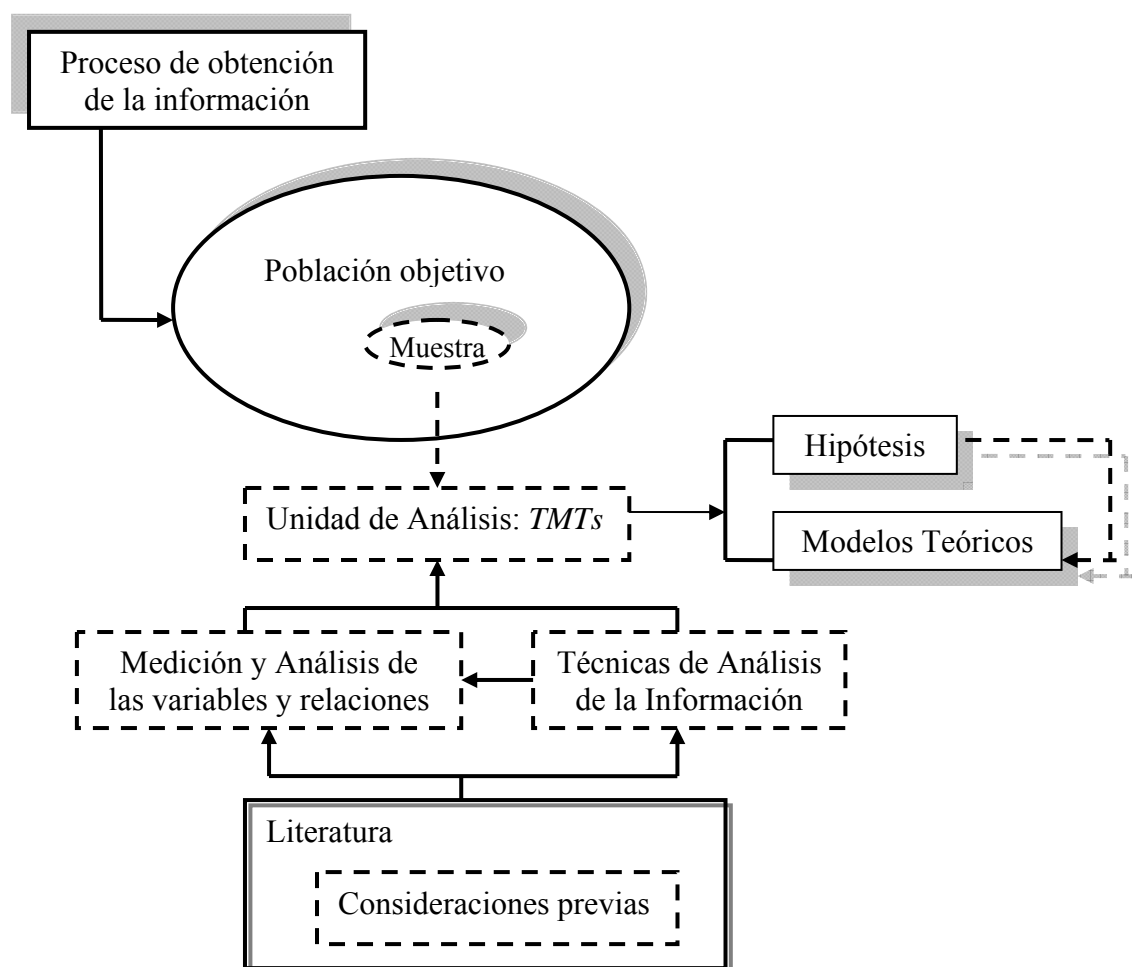 Proceso de obtención
de la información
Población objetivo
Muestra
Unidad de Análisis: TMTs
Hipótesis
Modelos Teóricos
Medición y Análisis de
las variables y relaciones
Técnicas de Análisis
de la Información
Literatura
Consideraciones previas